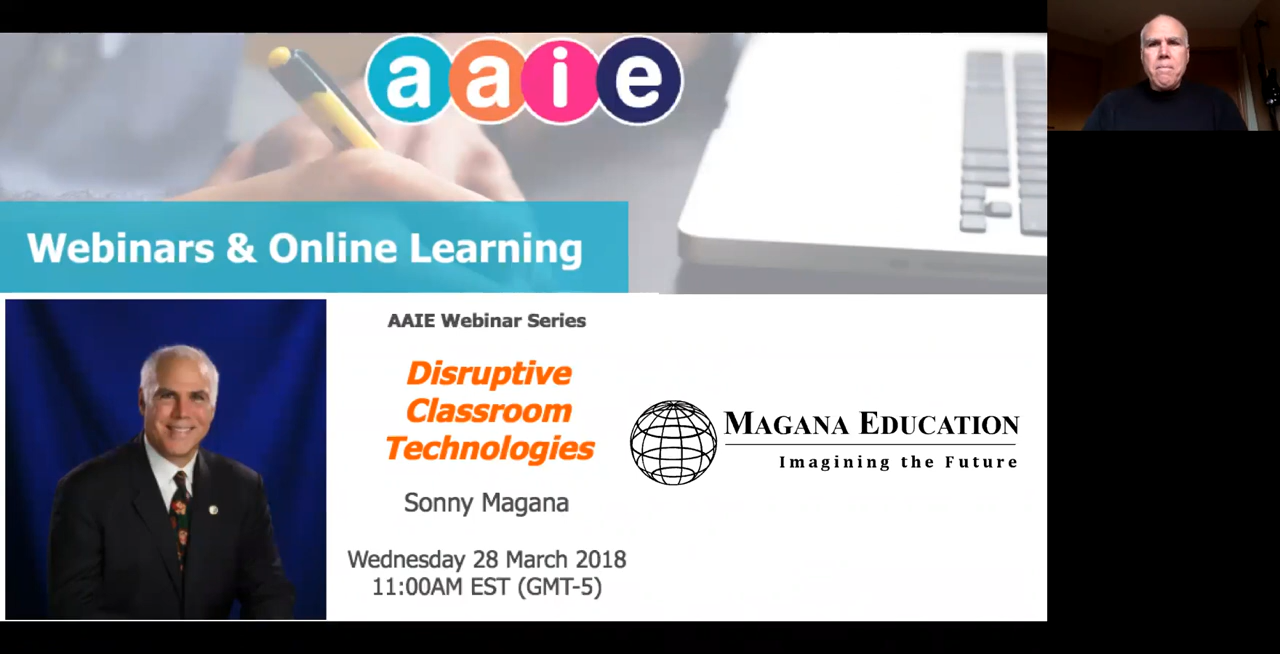 aaie
Webinars & Online Learning
AAIE Webinar Series
Disruptive
Classroom
Technologies
Sonny Magana
Wednesday 28 March 2018
11:00AM EST (GMT-5)
MAGANA EDUCATION
Imagining the Future